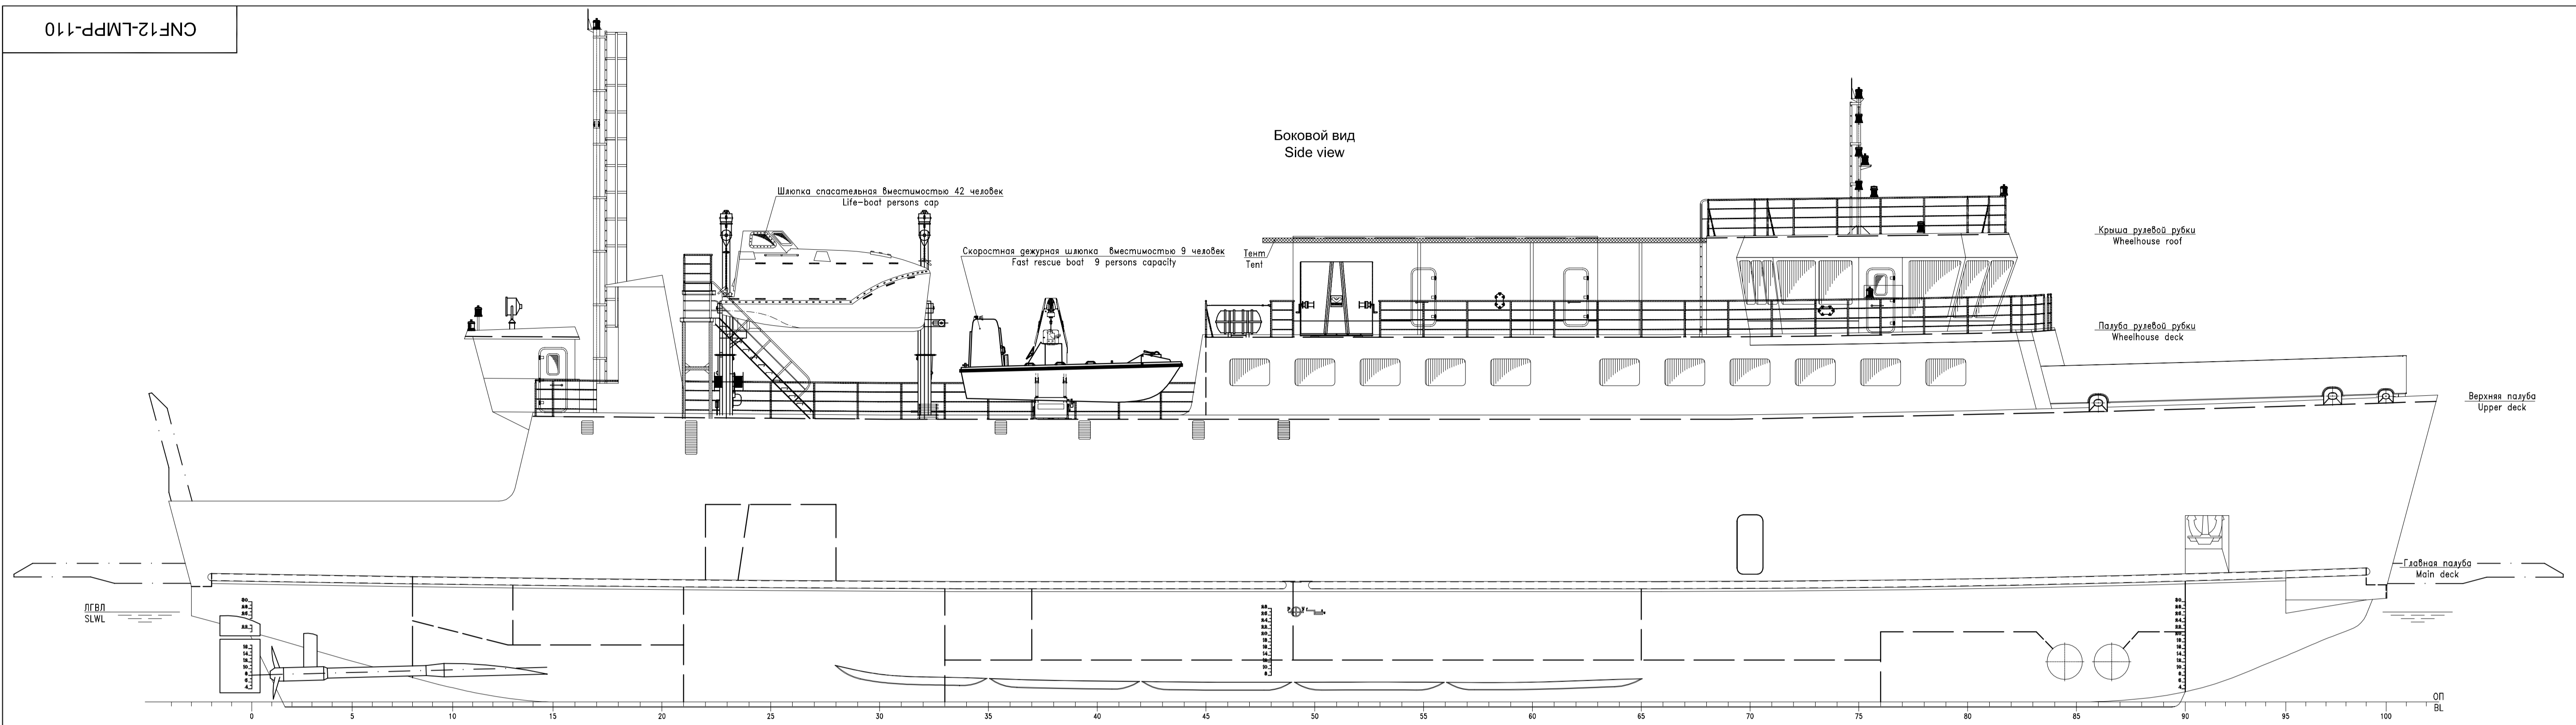 CNF12-LMPP-110
Боковой вид
Side view
Шлюпка спасательная вместимостью 42 человек
Life-boat persons cap
Скоростная дежурная шлюпка вместимостью 9 человек
Fast rescue boat 9 persons capacity
Тент
Tent
Крыша рулевой рубки
Wheelhouse roof
Палуба рулевой рубки
Wheelhouse deck
Верхняя палуба
Upper deck
Главная палуба
Main deck
ЛГВЛ
SLWL
ОП
BL
0 5 10 15 20 25 30 35 40 45 50 55 60 65 70 75 80 85 90 95 100